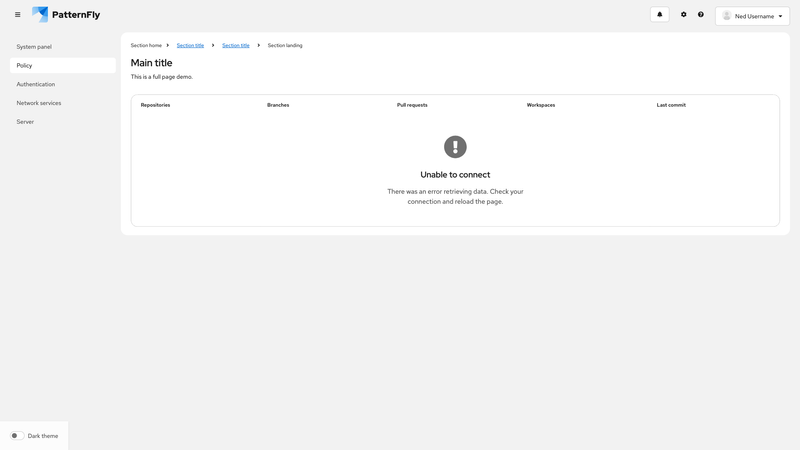 PatternFly
Ned Username
System panel
Policy
Authentication
Network services
Server
Section home
Section title
Section title
Section landing
Main title
This is a full page demo.
Repositories
Branches
Pull requests
Workspaces
Last commit
Unable to connect
There was an error retrieving data. Check your
connection and reload the page.
Dark theme